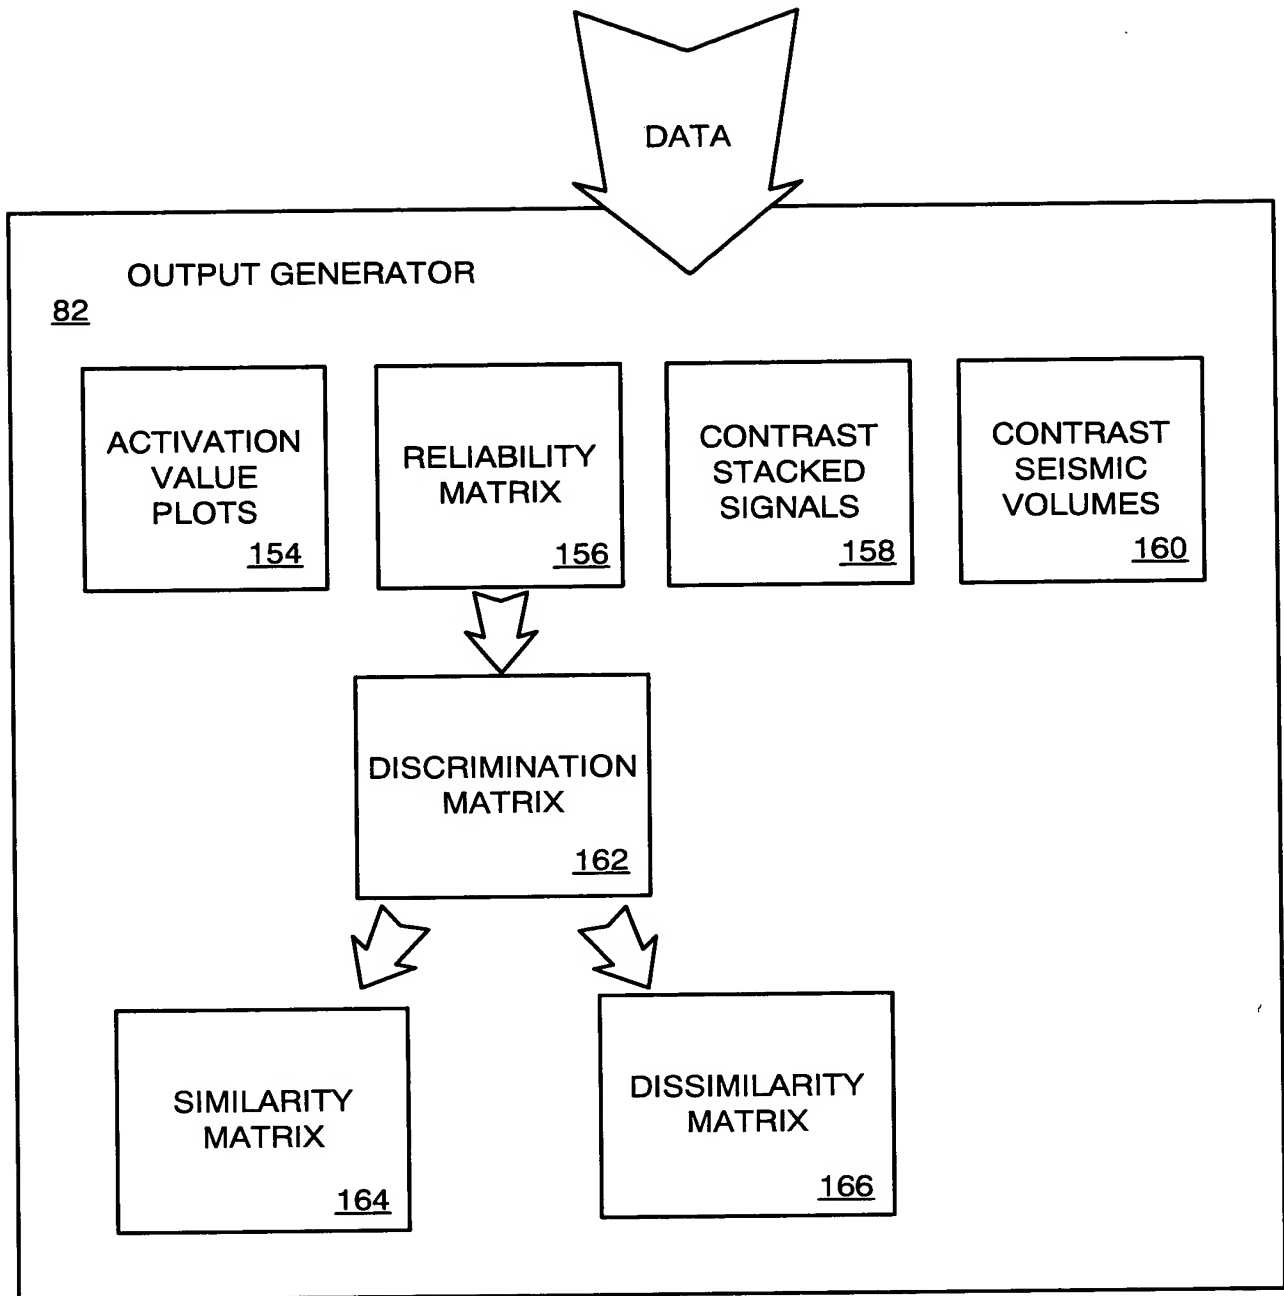 DATA
OUTPUT GENERATOR
82
ACTIVATION
VALUE
PLOTS
154
RELIABILITY
MATRIX
156
CONTRAST
STACKED
SIGNALS
158
CONTRAST
SEISMIC
VOLUMES
160
DISCRIMINATION
MATRIX
162
SIMILARITY
MATRIX
164
DISSIMILARITY
MATRIX
166